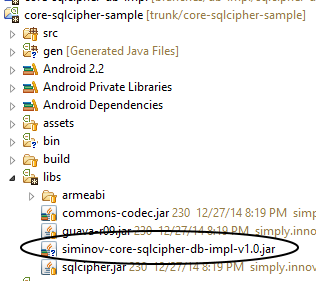 core-sqlcipher-sample [trunk/core-sqlcipher-sample]
src
gen [Generated Java Files]
Android 2.2
Android Private Libraries
Android Dependencies
assets
bin
build
libs
armeabi
commons-codec.jar 230 12/27/14 8:19 PM simply.innov
guava-r09.jar 230 12/27/14 8:19 PM simply.innov
siminov-core-sqlcipher-db-impl-v1.0.jar
sqlcipher.jar 230 12/27/14 8:19 PM simply.innov